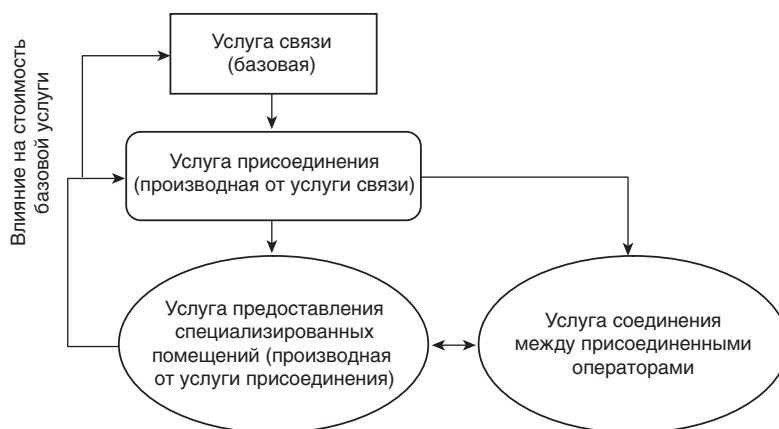 Услуга связи
(базовая)
Влияние на стоимость
базовой услуги
Услуга присоединения
(производная от услуги связи)
Услуга предоставления
специализированных
помещений (производная
от услуги присоединения)
Услуга соединения
между присоединенными
операторами